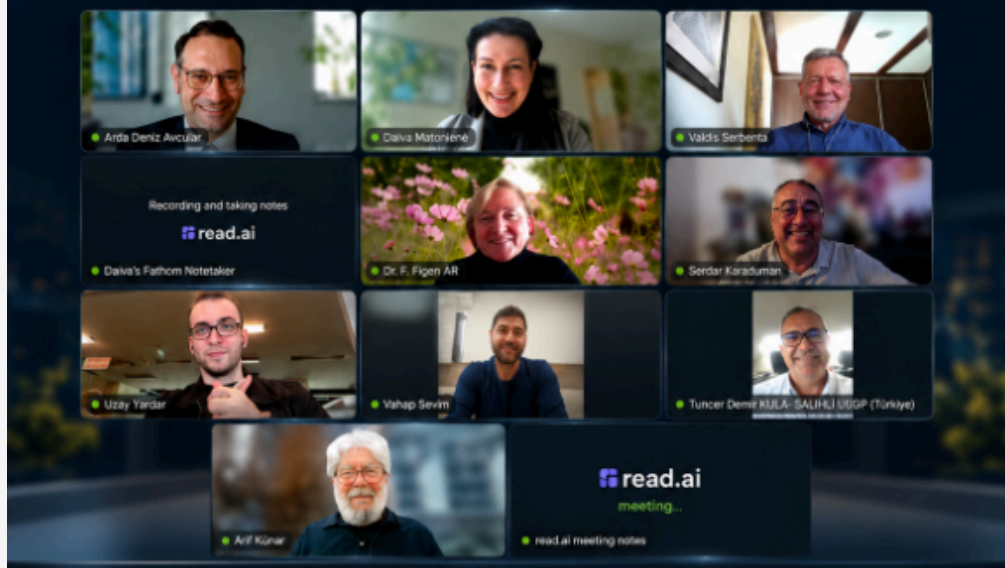 Arda Deniz Avcular
Daiva Matonienė
Valdis Serbenta
Recording and taking notes
read.ai
Daiva's Fathom Notetaker
Dr. F. Figen AR
Serdar Karaduman
Uzay Yardar
Vahap Sevim
Tuncer Demir KULA- SALIHLİ UGGP (Türkiye)
Arif Künar
read.ai
meeting...
read.ai meeting notes